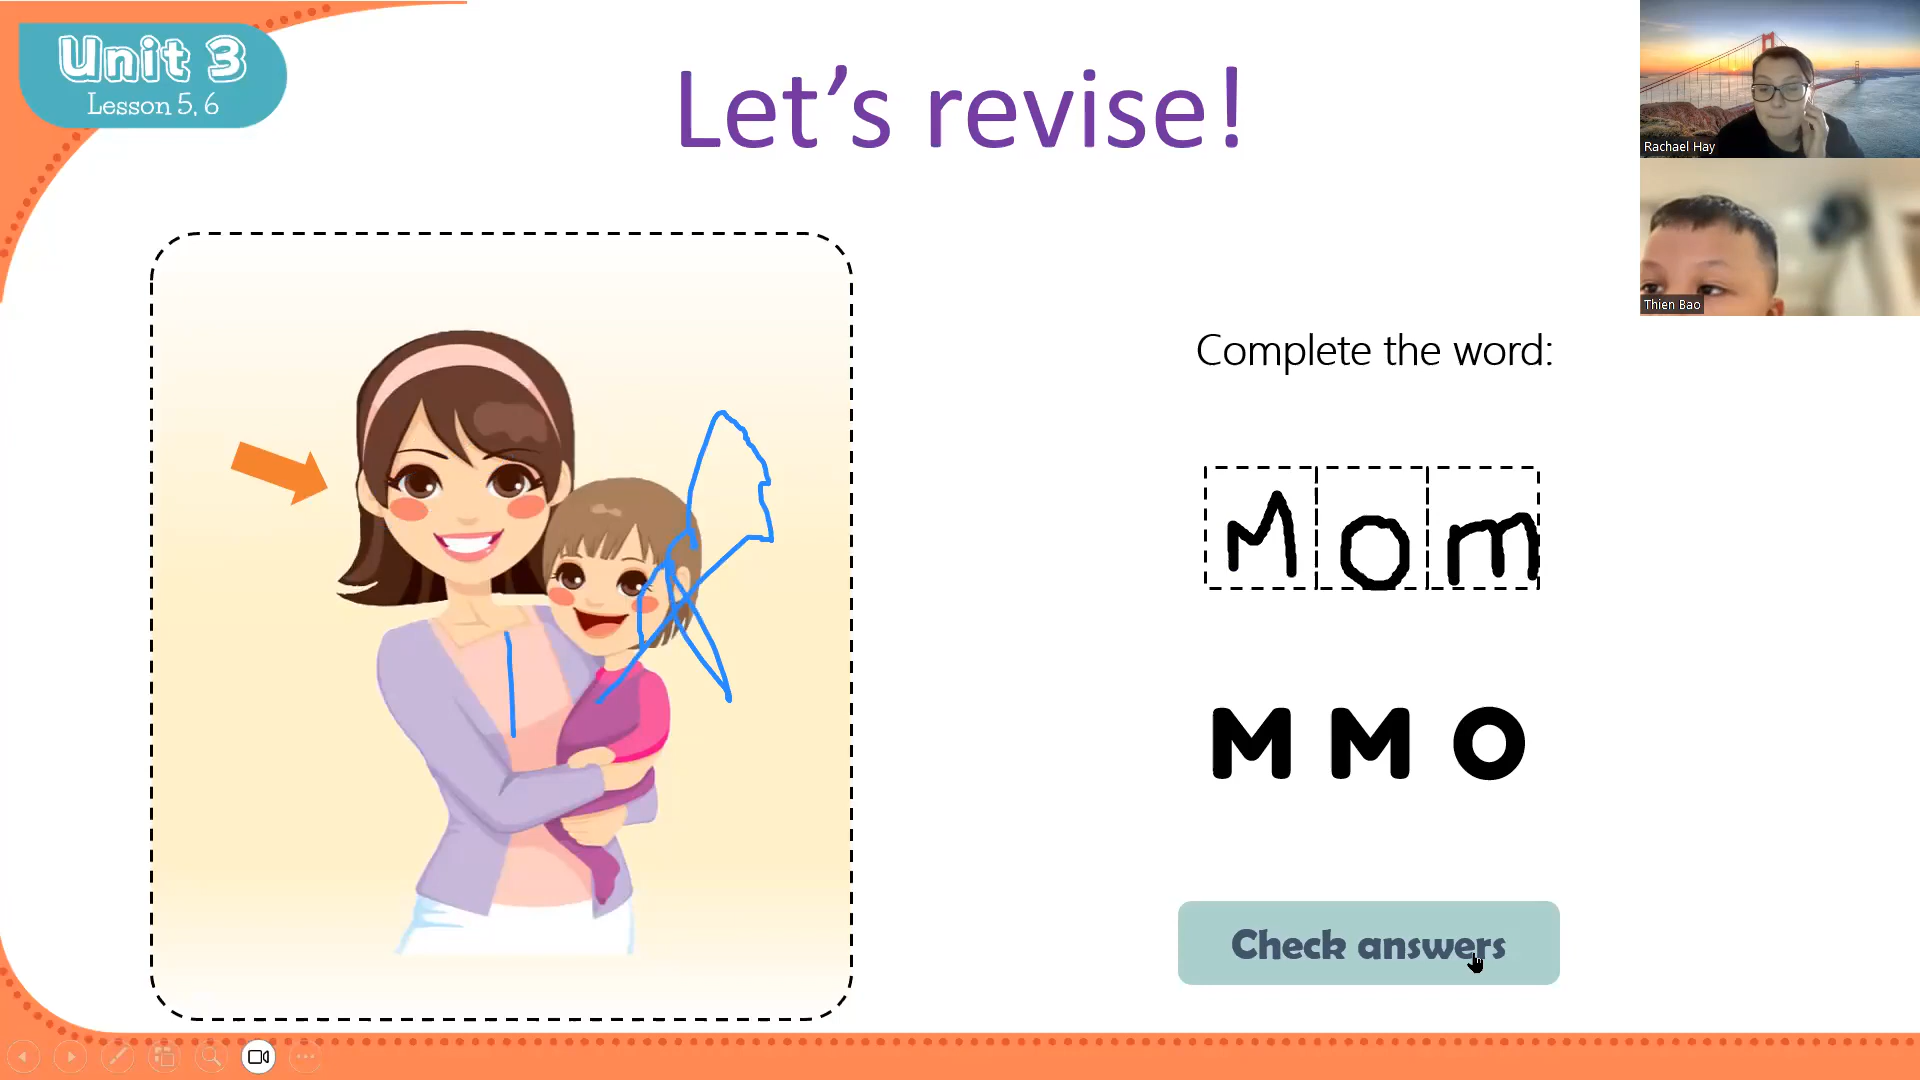 Unit 3
Lesson 5, 6
Let's revise!
Rachael Hay
Thien Bao
Complete the word:
Mom
M M O
Check answers